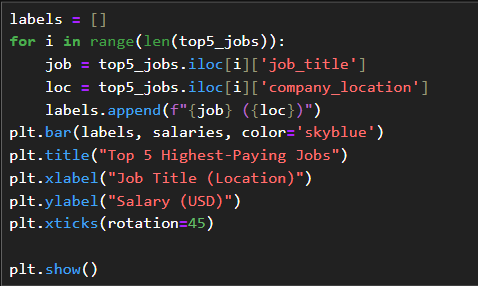 labels = []
for i in range(len(top5_jobs)):
    job = top5_jobs.iloc[i]['job_title']
    loc = top5_jobs.iloc[i]['company_location']
    labels.append(f"{job} ({loc})")
plt.bar(labels, salaries, color='skyblue')
plt.title("Top 5 Highest-Paying Jobs")
plt.xlabel("Job Title (Location)")
plt.ylabel("Salary (USD)")
plt.xticks(rotation=45)

plt.show()